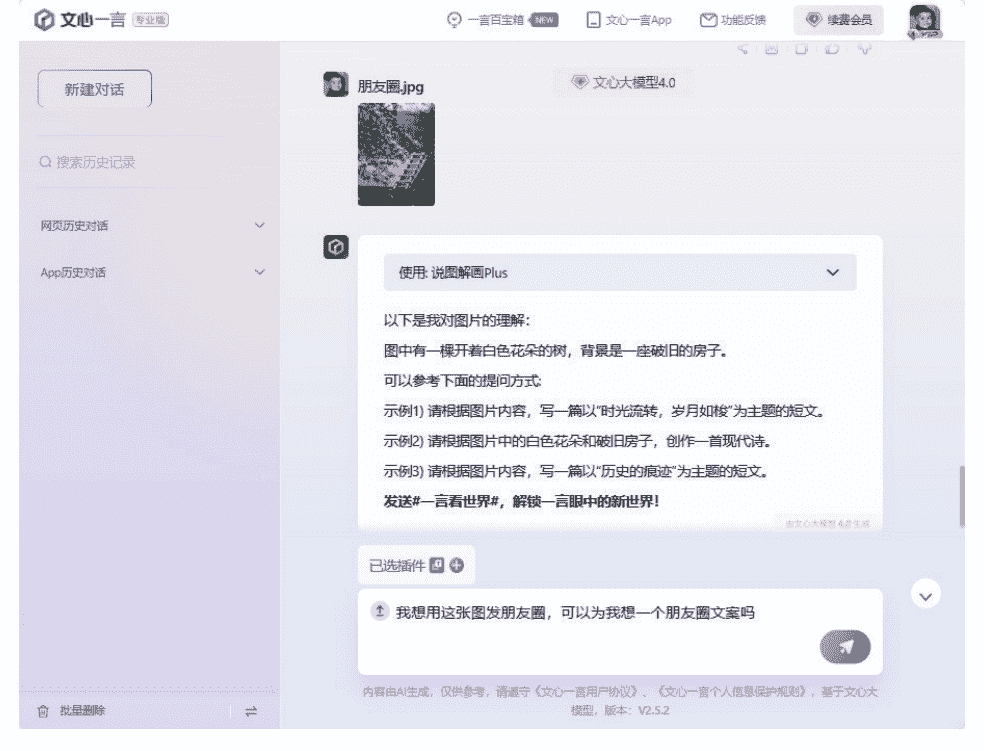 文心一言 专业版
一言百宝箱 NEW
文心一言App
功能反馈
续费会员
新建对话
搜索历史记录
网页历史对话
App历史对话
批量删除
文心大模型4.0
朋友圈.jpg
使用: 说图解画Plus
以下是我对图片的理解：
图中有一棵开着白色花朵的树，背景是一座破旧的房子。
可以参考下面的提问方式:
示例1) 请根据图片内容，写一篇以“时光流转，岁月如梭”为主题的短文。
示例2) 请根据图片中的白色花朵和破旧房子，创作一首现代诗。
示例3) 请根据图片内容，写一篇以“历史的痕迹”为主题的短文。
发送#一言看世界#，解锁一言眼中的新世界！
由文心大模型 4.0 生成
已选插件
我想用这张图发朋友圈，可以为我想一个朋友圈文案吗
内容由AI生成，仅供参考，请遵守《文心一言用户协议》、《文心一言个人信息保护规则》，基于文心大
模型，版本：V2.5.2